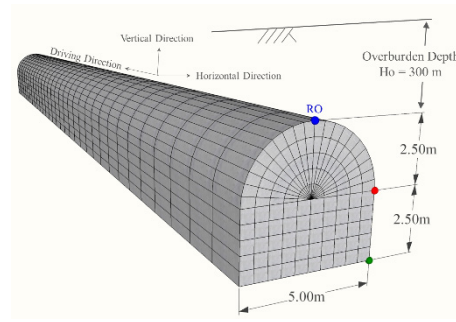 Vertical Direction
Driving Direction
Horizontal Direction
Overburden Depth
Ho = 300 m
RO
2.50m
2.50m
5.00m